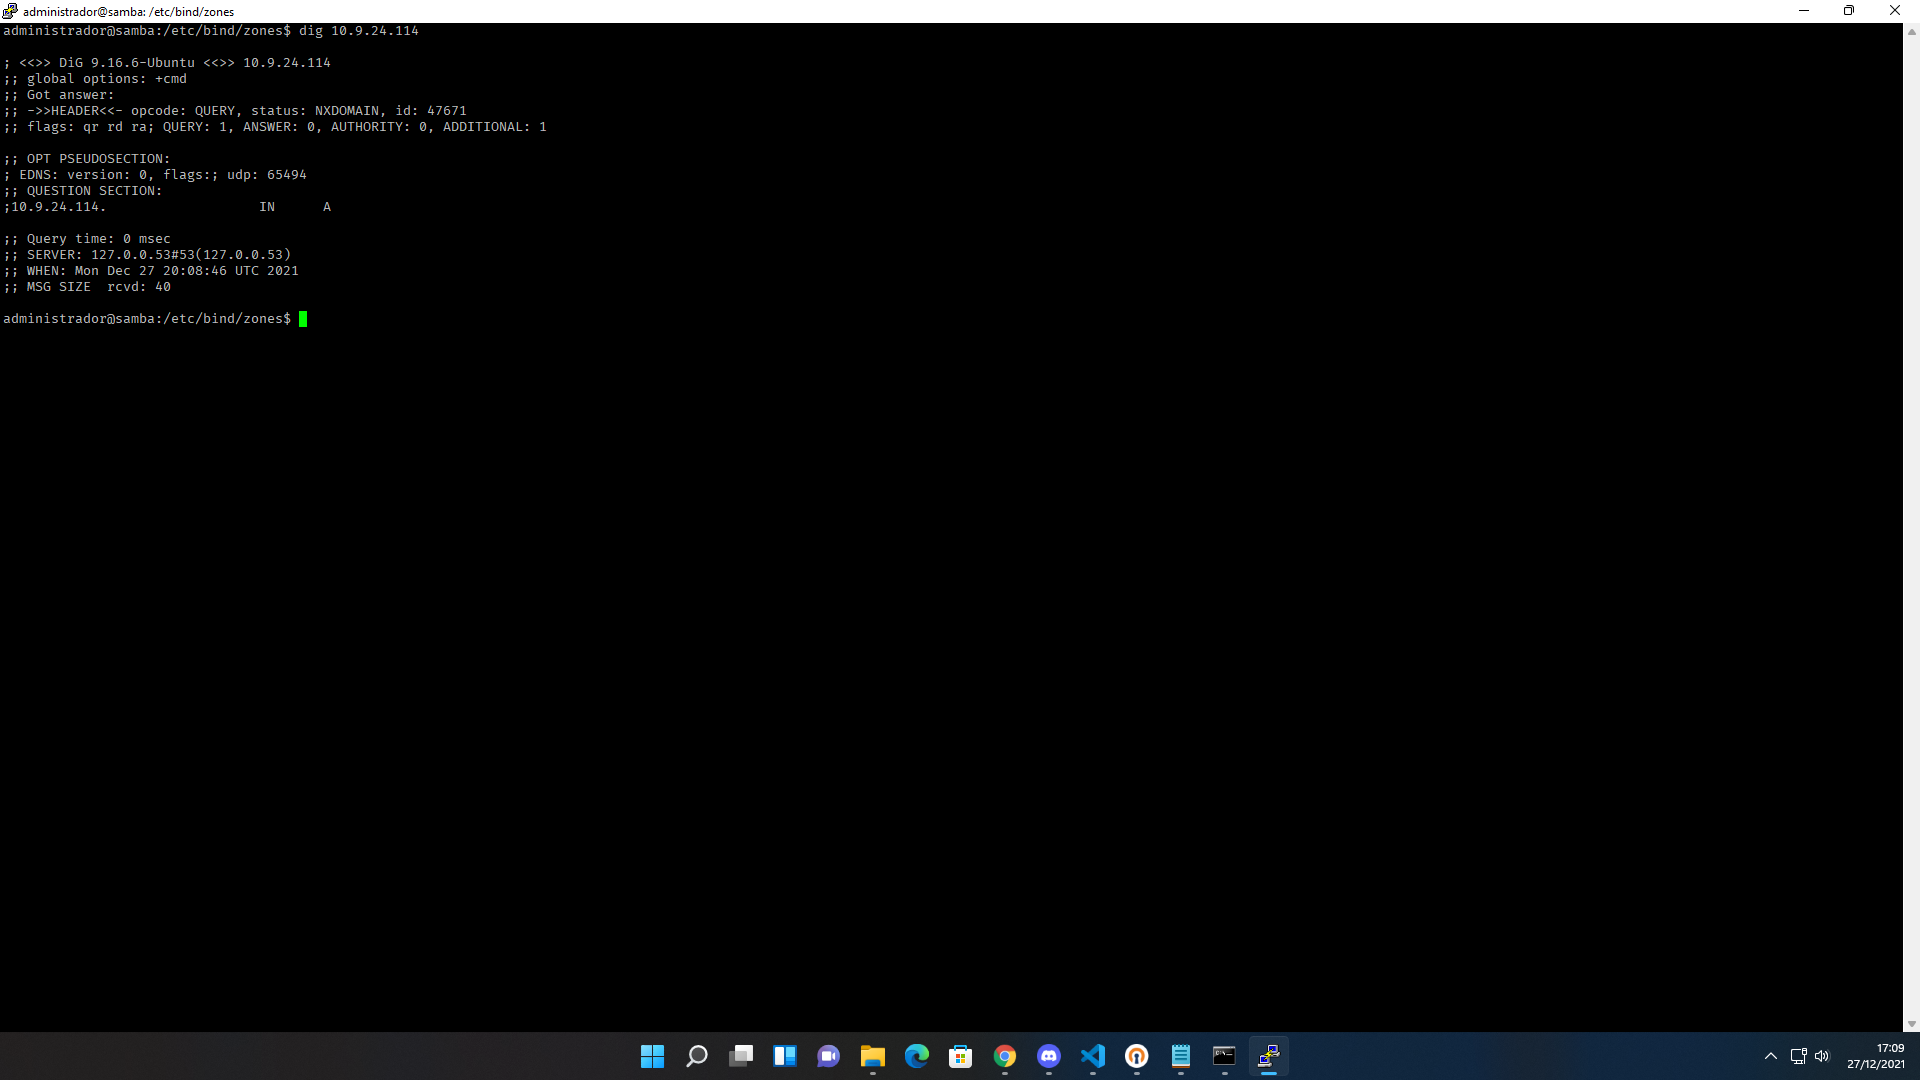 administrador@samba: /etc/bind/zones
administrador@samba:/etc/bind/zones$ dig 10.9.24.114
; <<>> DiG 9.16.6-Ubuntu <<>> 10.9.24.114
;; global options: +cmd
;; Got answer:
;; ->>HEADER<<- opcode: QUERY, status: NXDOMAIN, id: 47671
;; flags: qr rd ra; QUERY: 1, ANSWER: 0, AUTHORITY: 0, ADDITIONAL: 1
;; OPT PSEUDOSECTION:
; EDNS: version: 0, flags:; udp: 65494
;; QUESTION SECTION:
;10.9.24.114. IN A
;; Query time: 0 msec
;; SERVER: 127.0.0.53#53(127.0.0.53)
;; WHEN: Mon Dec 27 20:08:46 UTC 2021
;; MSG SIZE rcvd: 40
administrador@samba:/etc/bind/zones$
17:09
27/12/2021